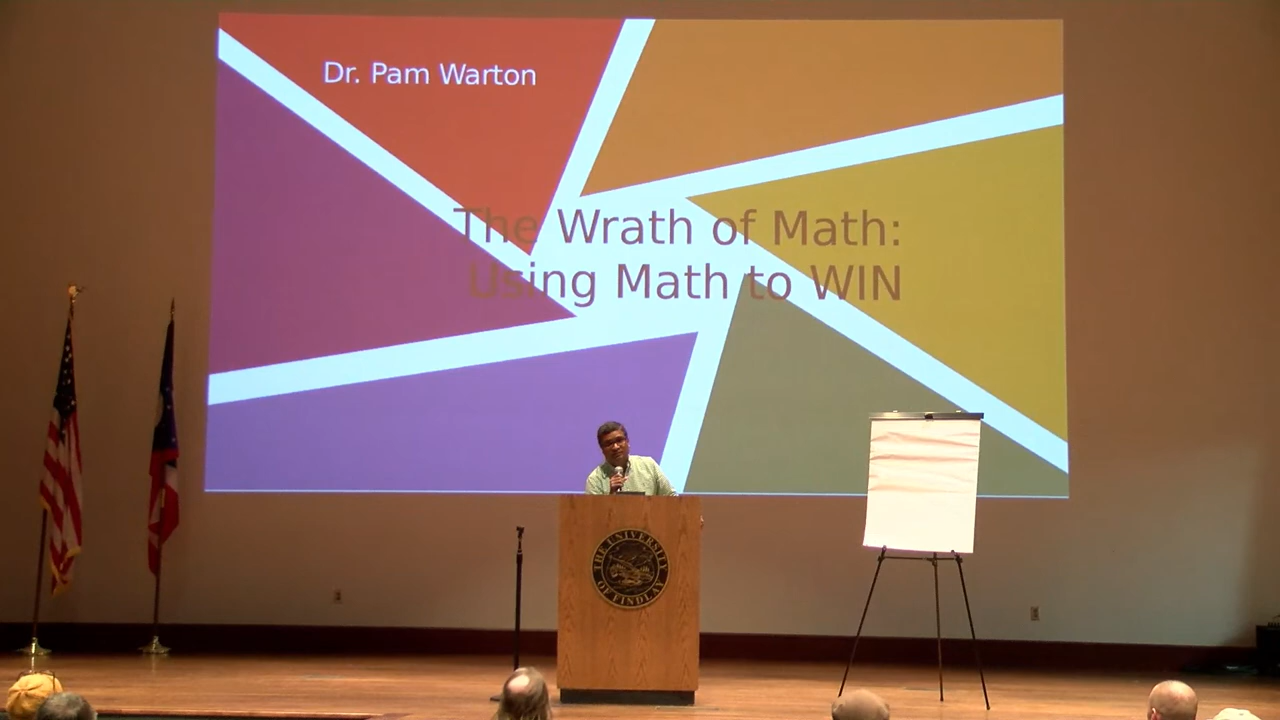 Dr. Pam Warton
The Wrath of Math:
Using Math to WIN
THE UNIVERSITY
OF FINDLAY